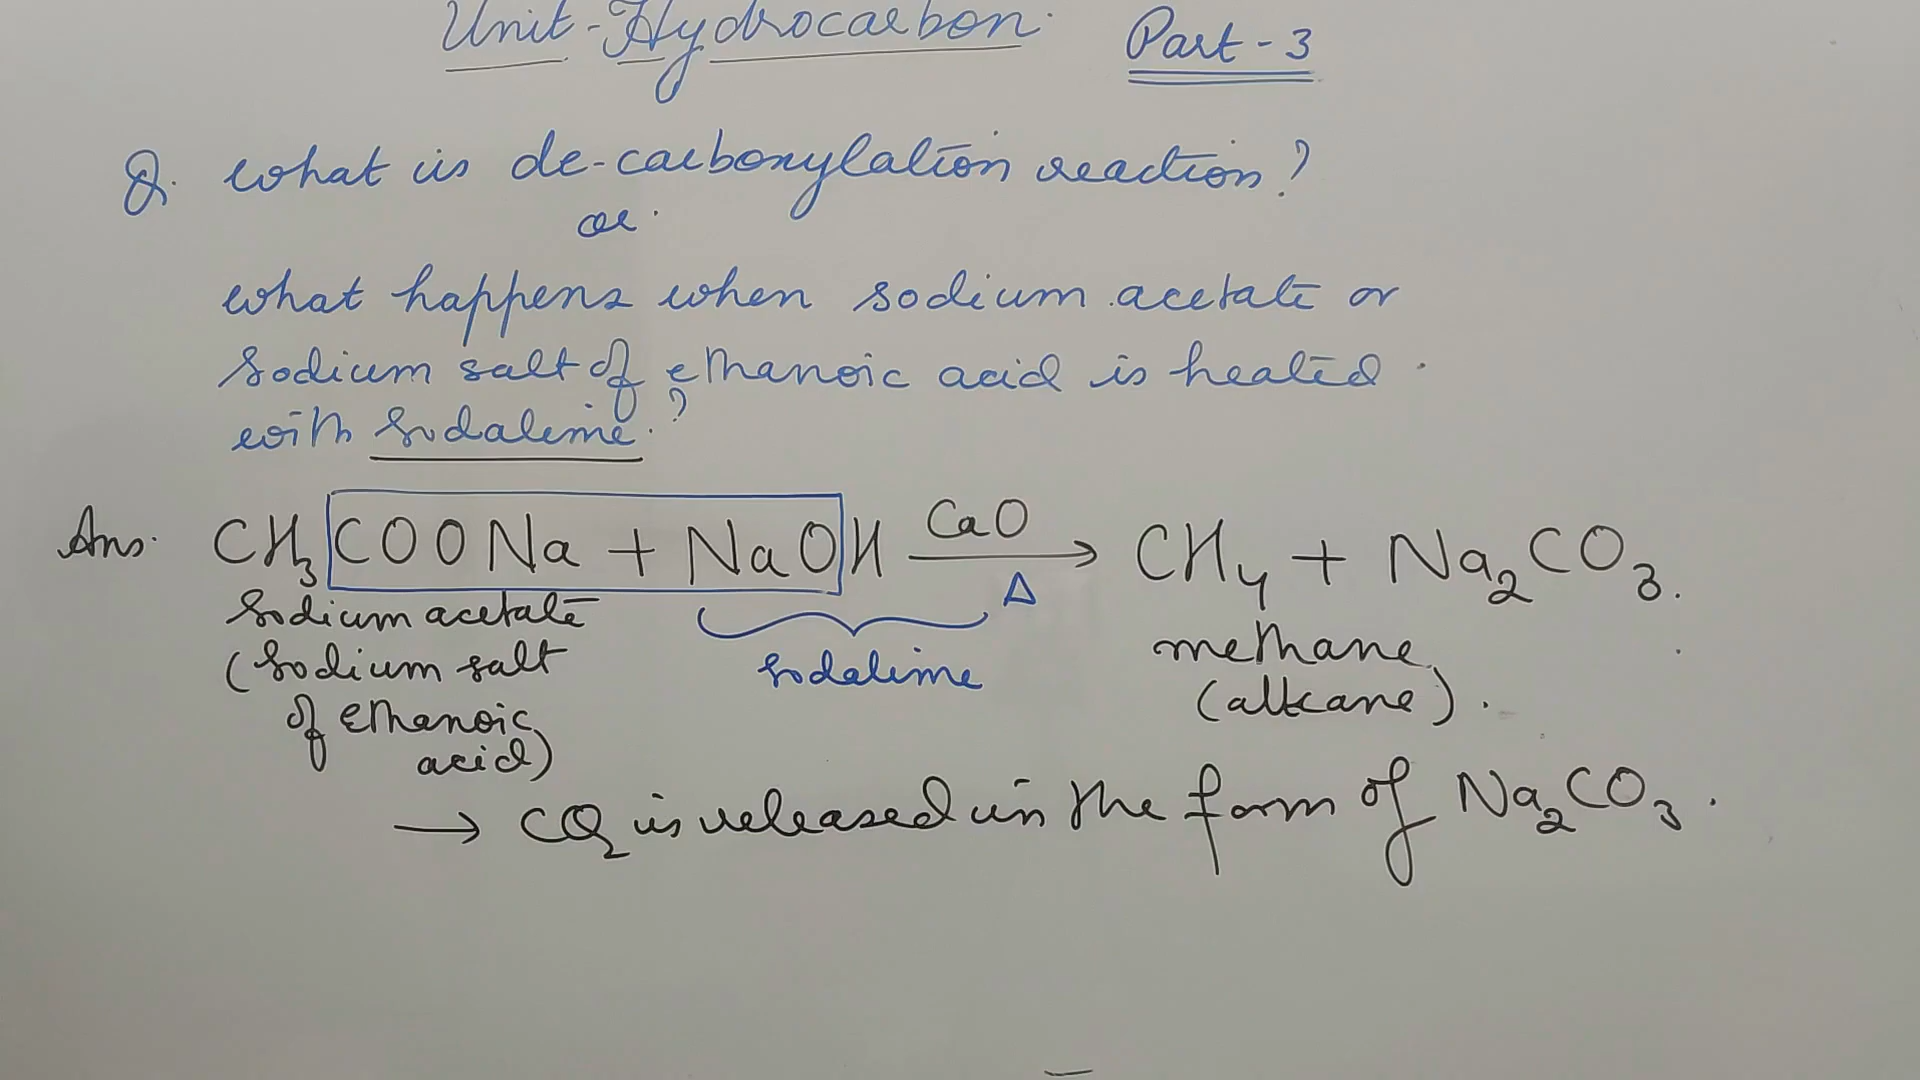 Unit-Hydrocarbon. Part-3
Q. what is de-carboxylation reaction?
or
what happens when sodium acetate or
sodium salt of ethanoic acid is heated
with sodalime?
Ans. CH₃COONa + NaOH CaO Δ → CH₄ + Na₂CO₃.
sodium acetate
(sodium salt
of ethanoic
acid)
sodalime
methane
(alkane).
→ CO₂ is released in the form of Na₂CO₃.